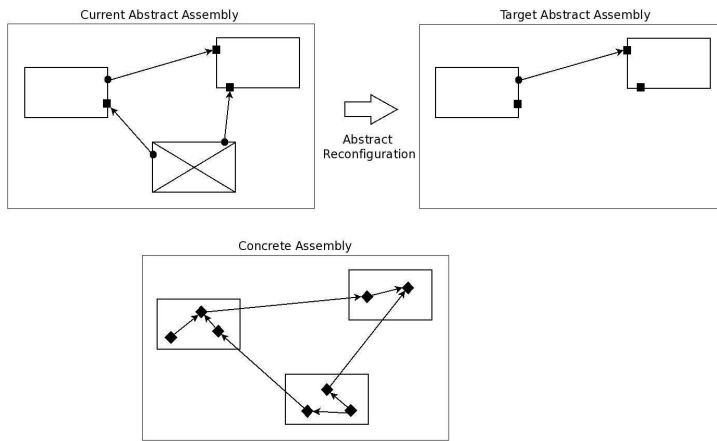 Current Abstract Assembly
Target Abstract Assembly
Abstract
Reconfiguration
Concrete Assembly